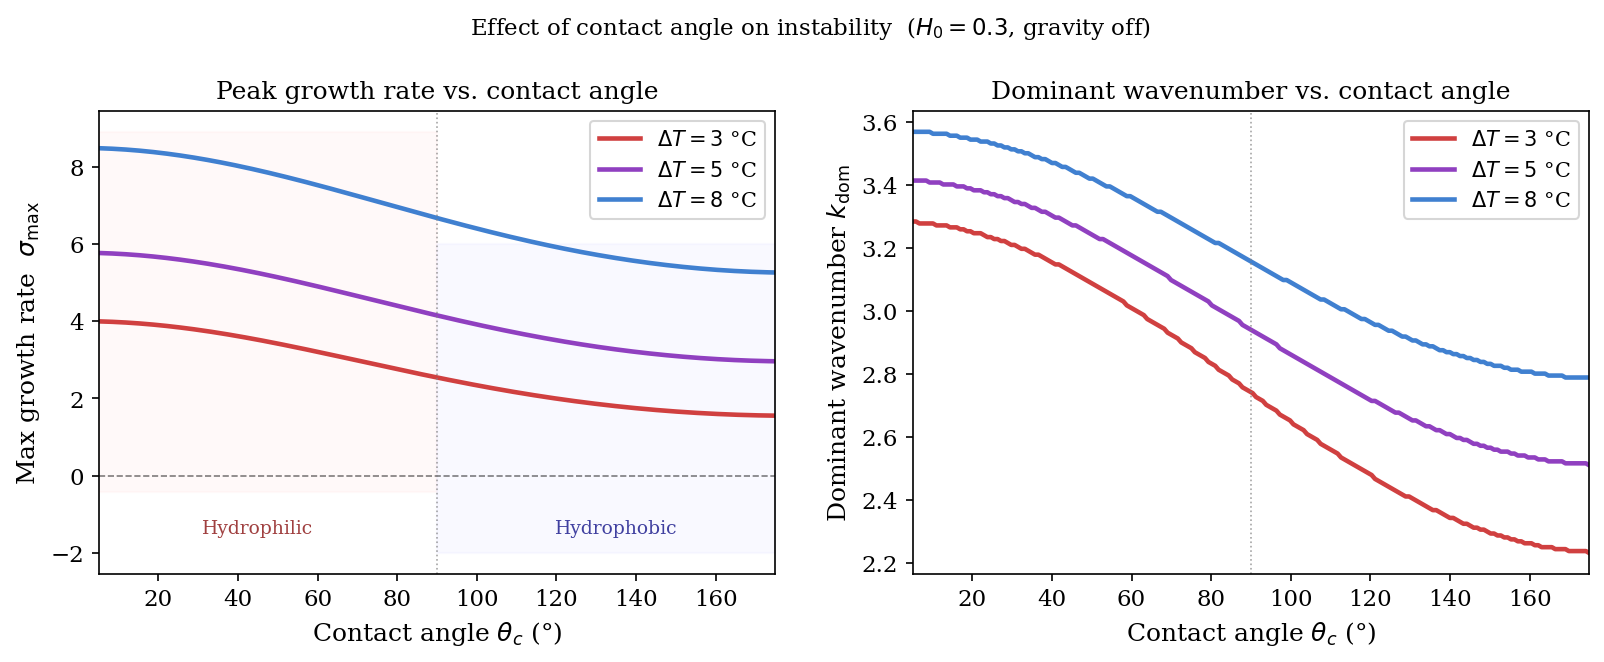 Effect of contact angle on instability (H₀ = 0.3, gravity off)
Peak growth rate vs. contact angle
Max growth rate σₘₐₓ
8
6
4
2
0
−2
ΔT = 3 °C
ΔT = 5 °C
ΔT = 8 °C
Hydrophilic
Hydrophobic
20 40 60 80 100 120 140 160
Contact angle θ_c (°)
Dominant wavenumber vs. contact angle
Dominant wavenumber k_dom
3.6
3.4
3.2
3.0
2.8
2.6
2.4
2.2
ΔT = 3 °C
ΔT = 5 °C
ΔT = 8 °C
20 40 60 80 100 120 140 160
Contact angle θ_c (°)